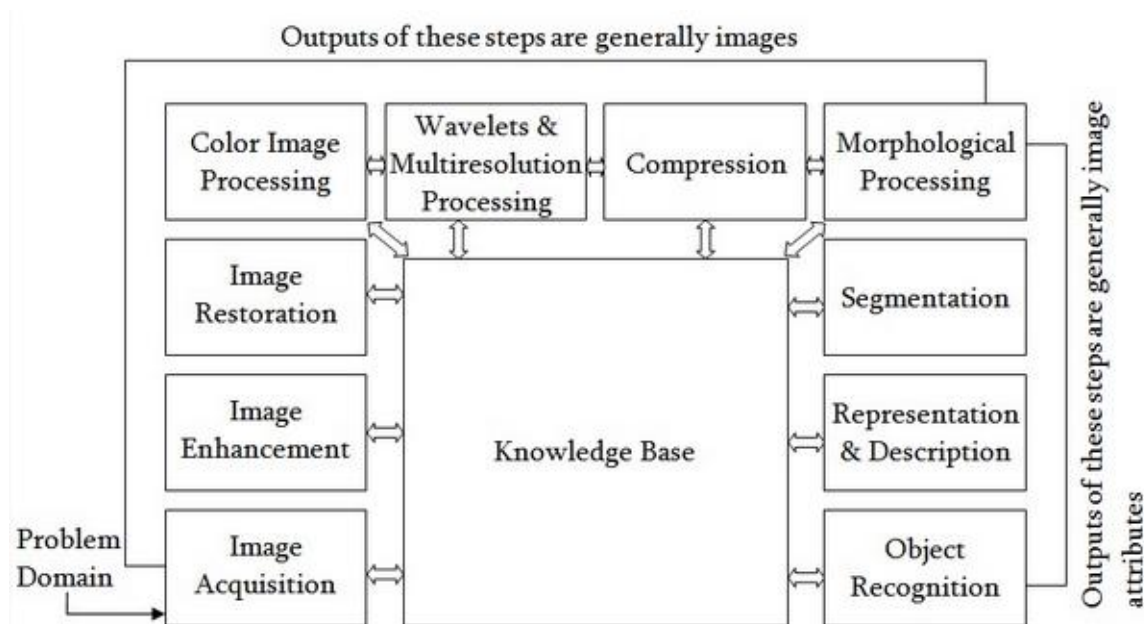 Outputs of these steps are generally images
Color Image
Processing
Wavelets &
Multiresolution
Processing
Compression
Morphological
Processing
Image
Restoration
Segmentation
Image
Enhancement
Knowledge Base
Representation
& Description
Problem
Domain
Image
Acquisition
Object
Recognition
Outputs of these steps are generally image
attributes